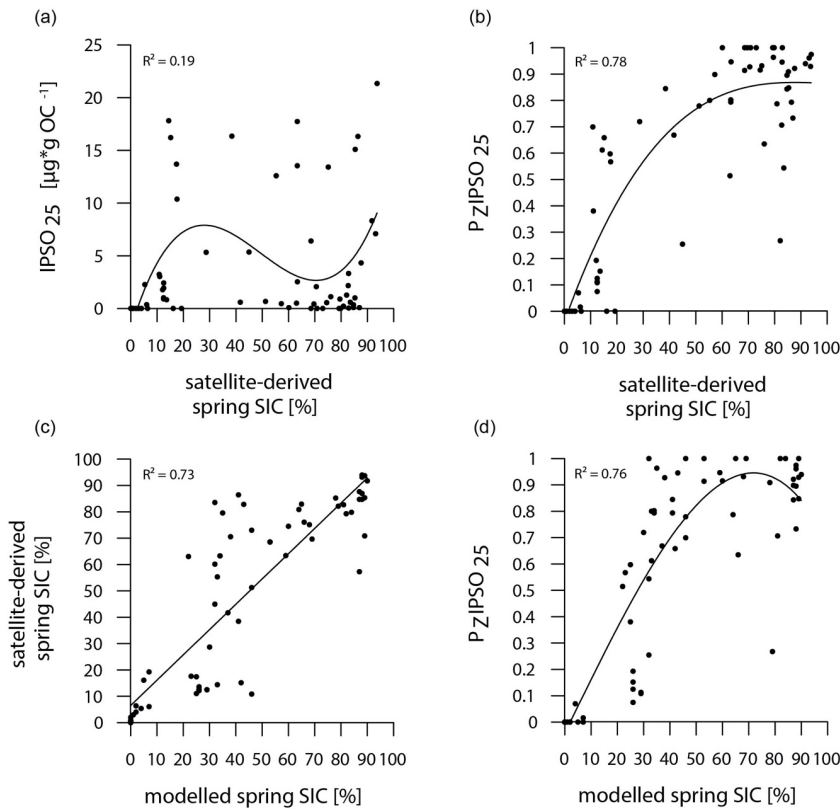 (a)
25
20
15
10
5
0
IPSO 25 [µg*g OC -1]
R² = 0.19
0 10 20 30 40 50 60 70 80 90 100
satellite-derived
spring SIC [%]
(b)
1
0.9
0.8
0.7
0.6
0.5
0.4
0.3
0.2
0.1
0
PZIPSO 25
R² = 0.78
0 10 20 30 40 50 60 70 80 90 100
satellite-derived
spring SIC [%]
(c)
100
90
80
70
60
50
40
30
20
10
0
satellite-derived
spring SIC [%]
R² = 0.73
0 10 20 30 40 50 60 70 80 90 100
modelled spring SIC [%]
(d)
1
0.9
0.8
0.7
0.6
0.5
0.4
0.3
0.2
0.1
0
PZIPSO 25
R² = 0.76
0 10 20 30 40 50 60 70 80 90 100
modelled spring SIC [%]